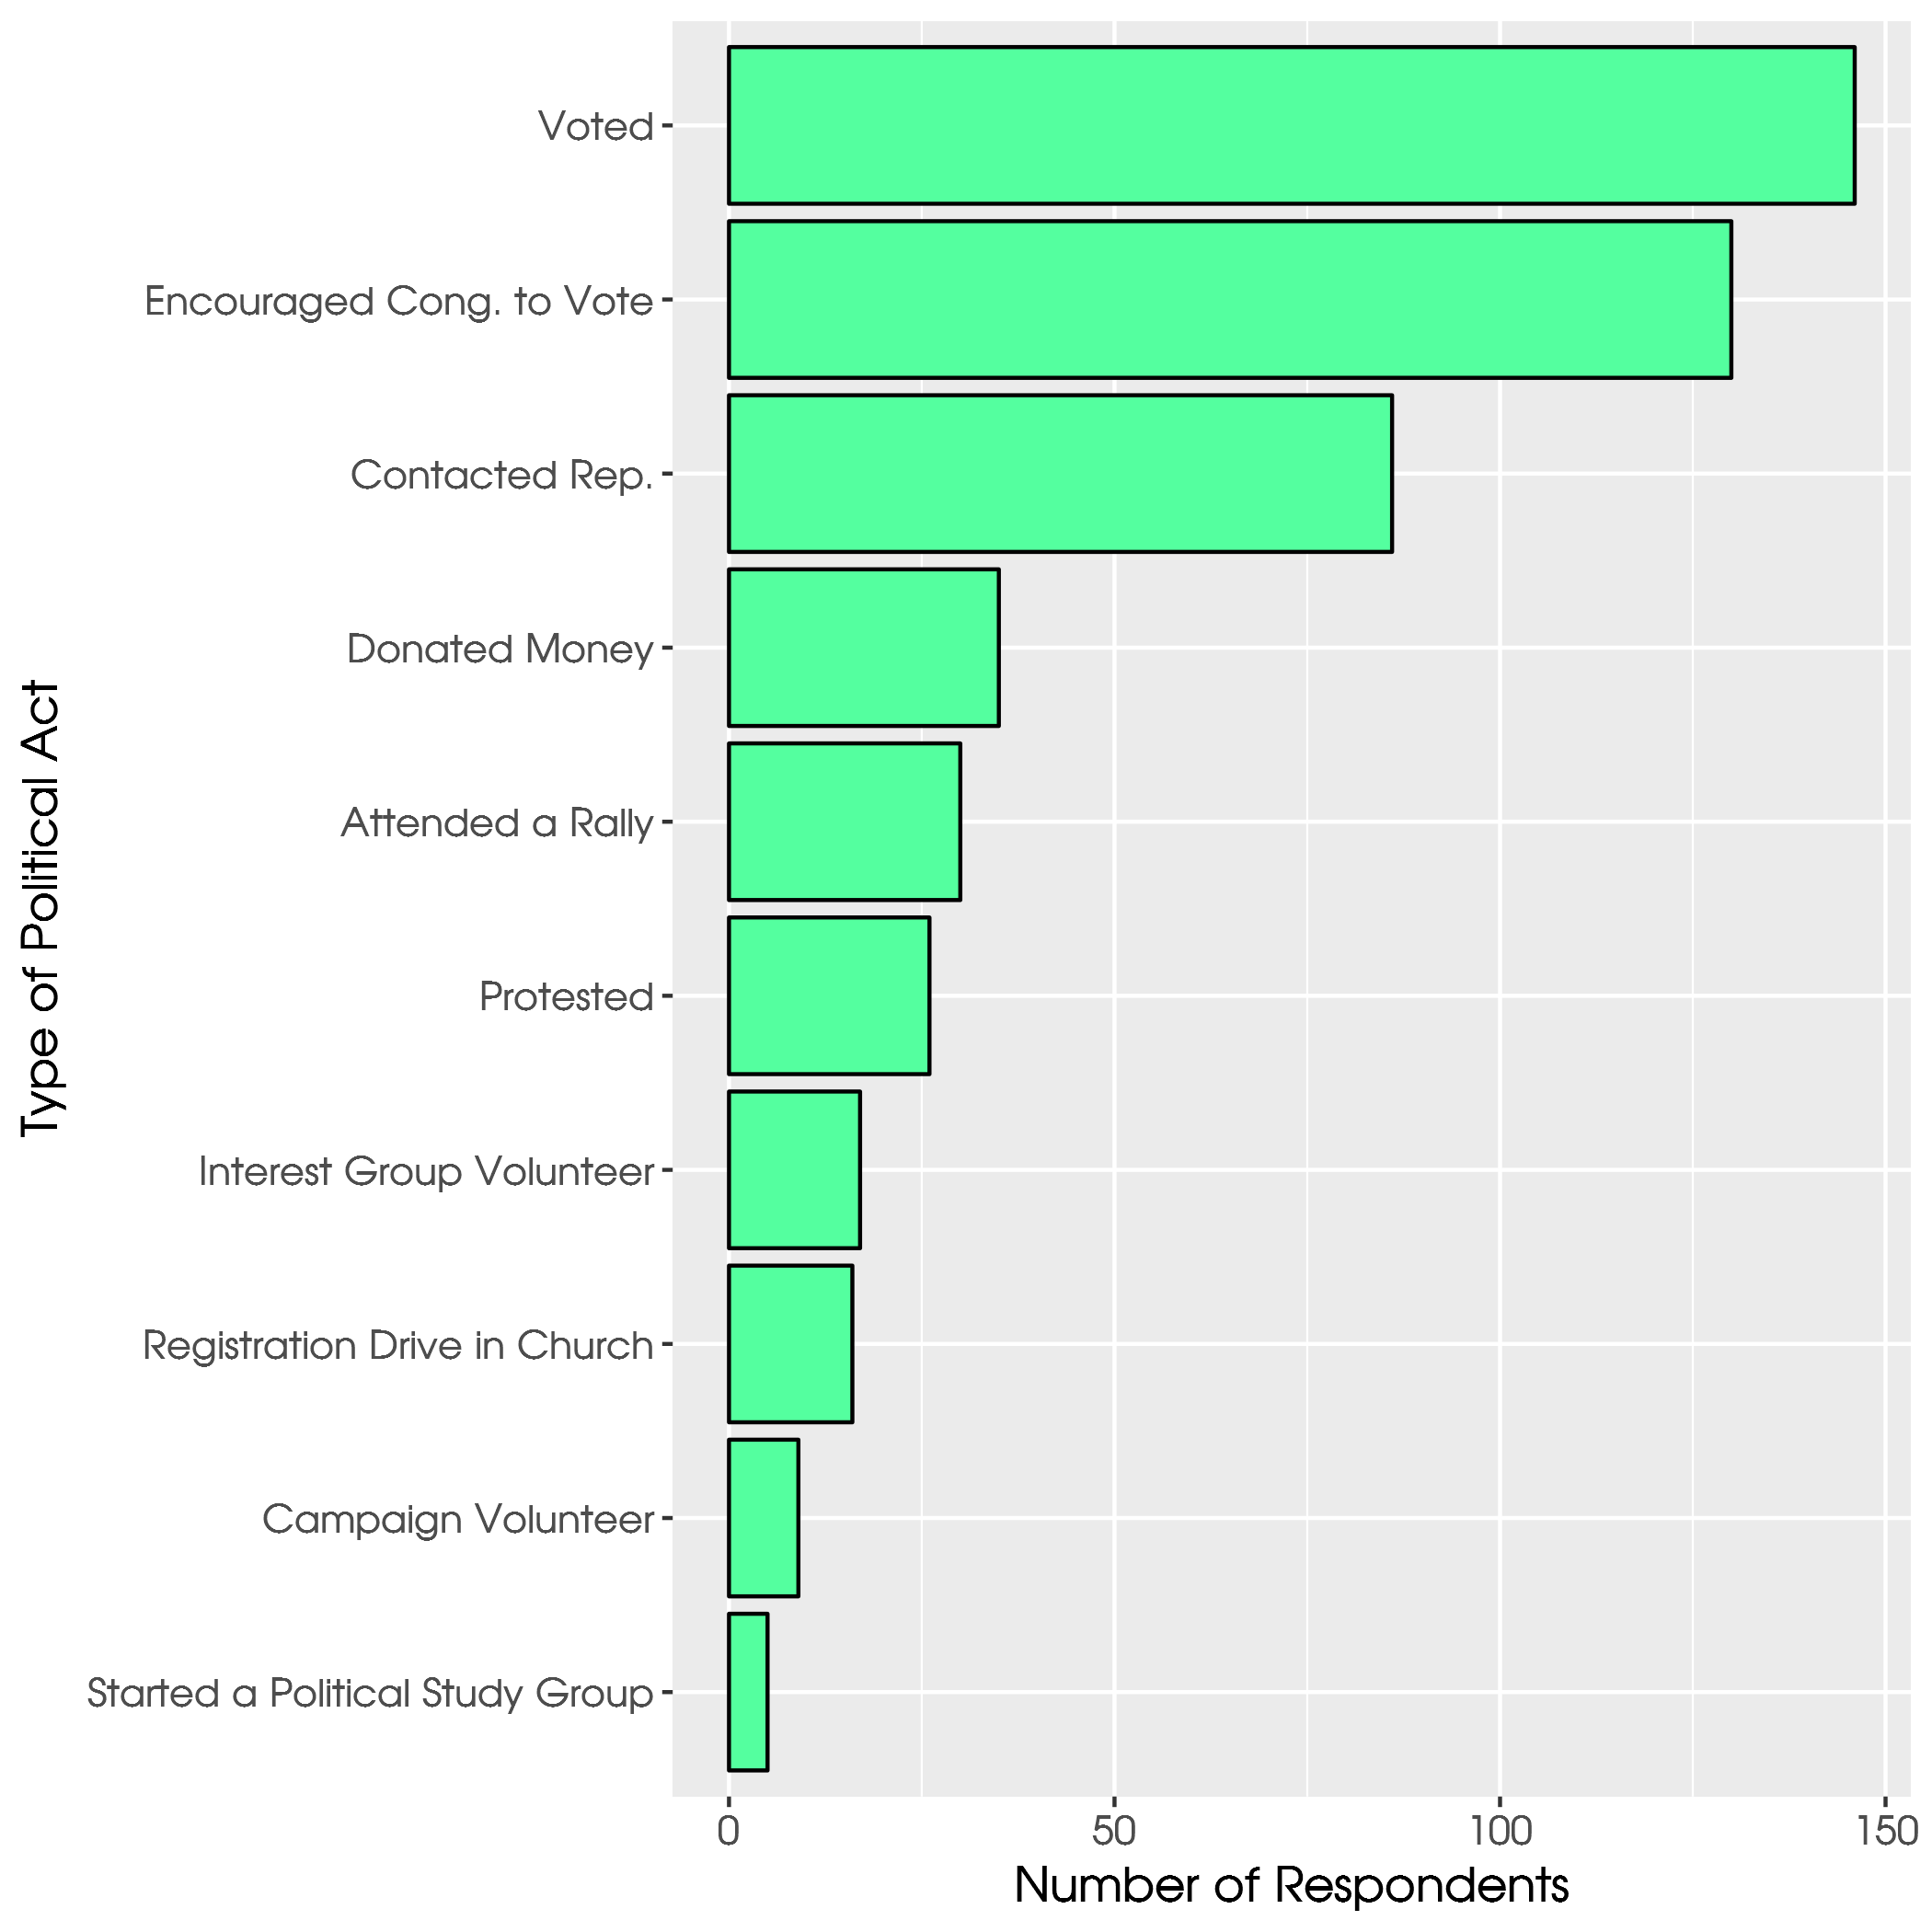 Type of Political Act
Voted
Encouraged Cong. to Vote
Contacted Rep.
Donated Money
Attended a Rally
Protested
Interest Group Volunteer
Registration Drive in Church
Campaign Volunteer
Started a Political Study Group
0 50 100 150
Number of Respondents